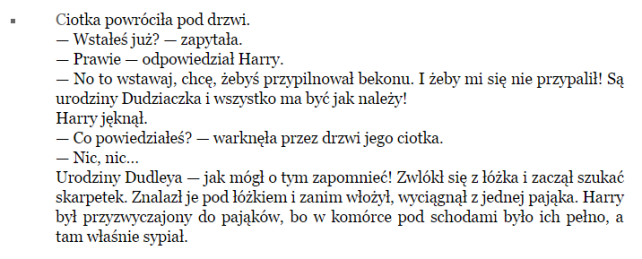 Ciotka powróciła pod drzwi.
— Wstałeś już? — zapytała.
— Prawie — odpowiedział Harry.
— No to wstawaj, chcę, żebyś przypilnował bekonu. I żeby mi się nie przypalił! Są
urodziny Dudziaczka i wszystko ma być jak należy!
Harry jęknął.
— Co powiedziałeś? — warknęła przez drzwi jego ciotka.
— Nic, nic...
Urodziny Dudleya — jak mógł o tym zapomnieć! Zwlókł się z łóżka i zaczął szukać
skarpetek. Znalazł je pod łóżkiem i zanim włożył, wyciągnął z jednej pająka. Harry
był przyzwyczajony do pająków, bo w komórce pod schodami było ich pełno, a
tam właśnie sypiał.